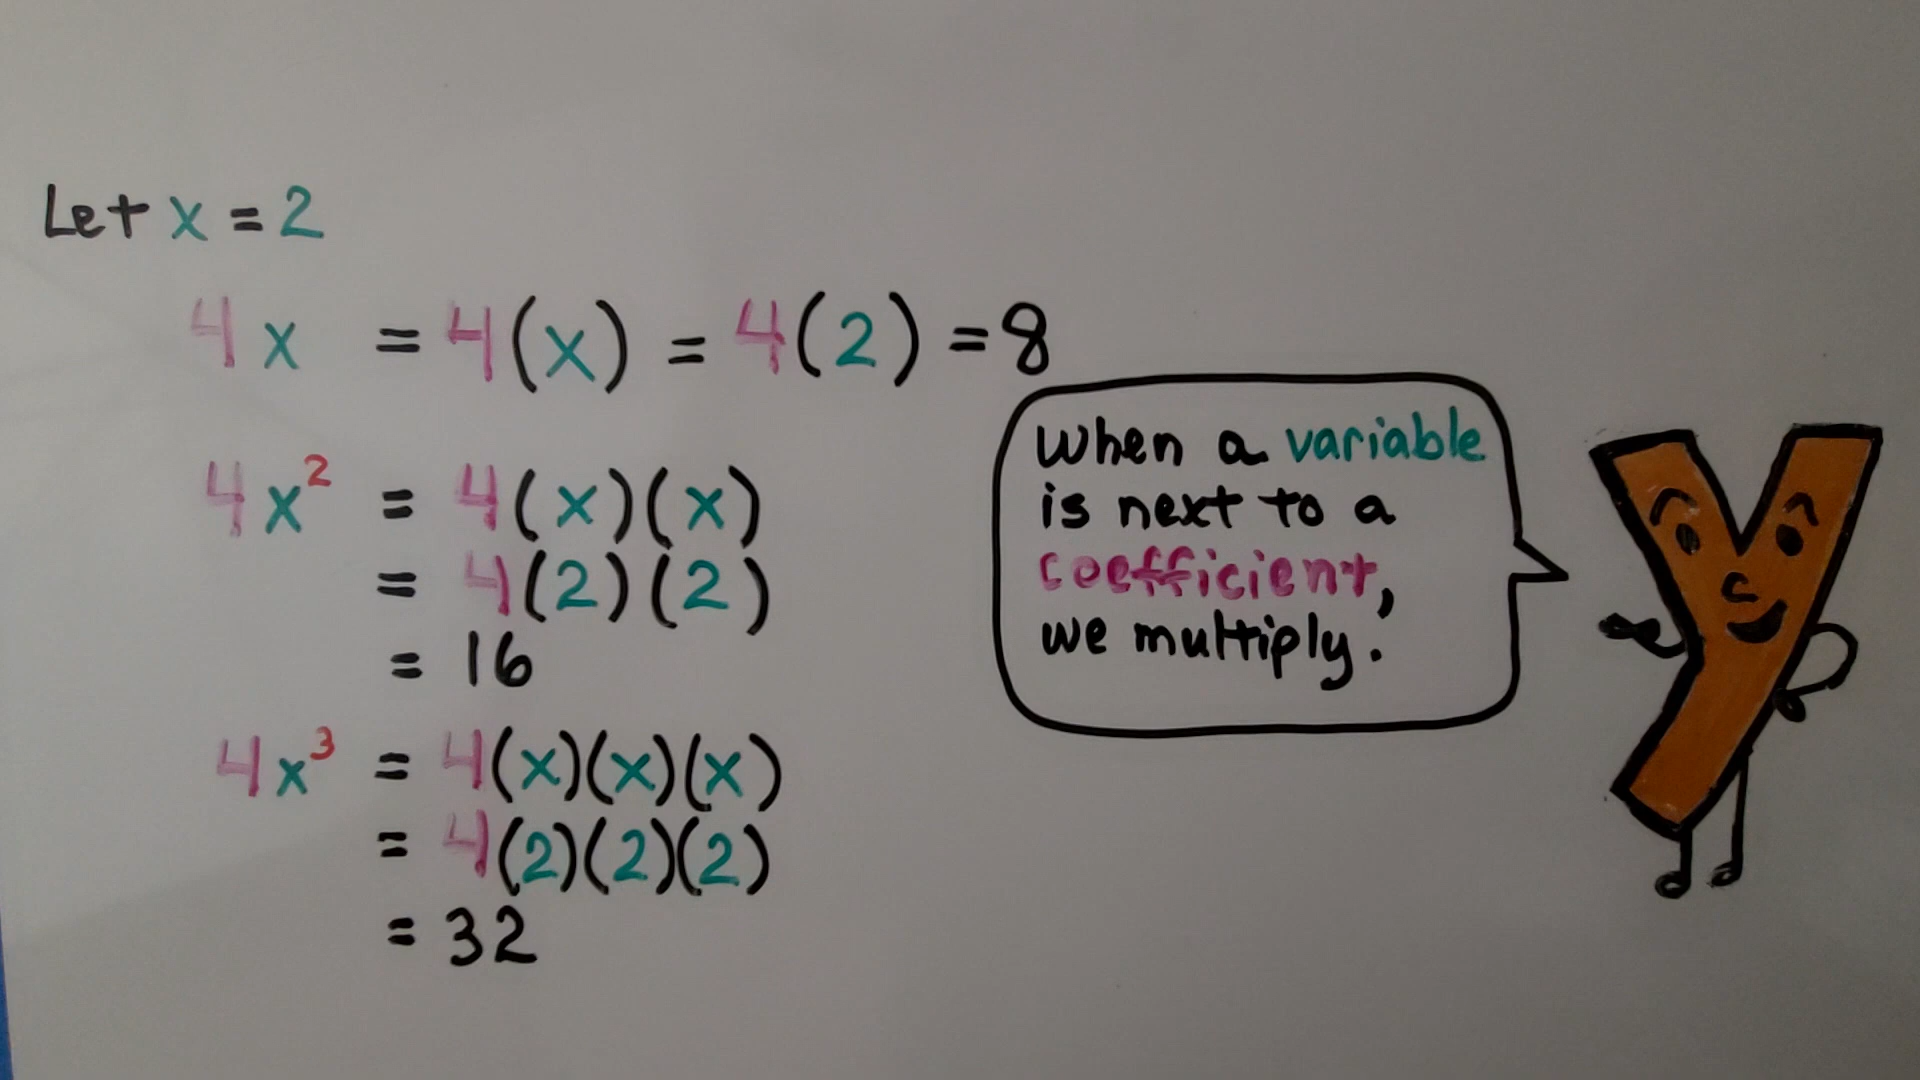 Let x = 2
4x = 4(x) = 4(2) = 8
4x² = 4(x)(x)
= 4(2)(2)
= 16
4x³ = 4(x)(x)(x)
= 4(2)(2)(2)
= 32
When a variable
is next to a
coefficient,
we multiply.